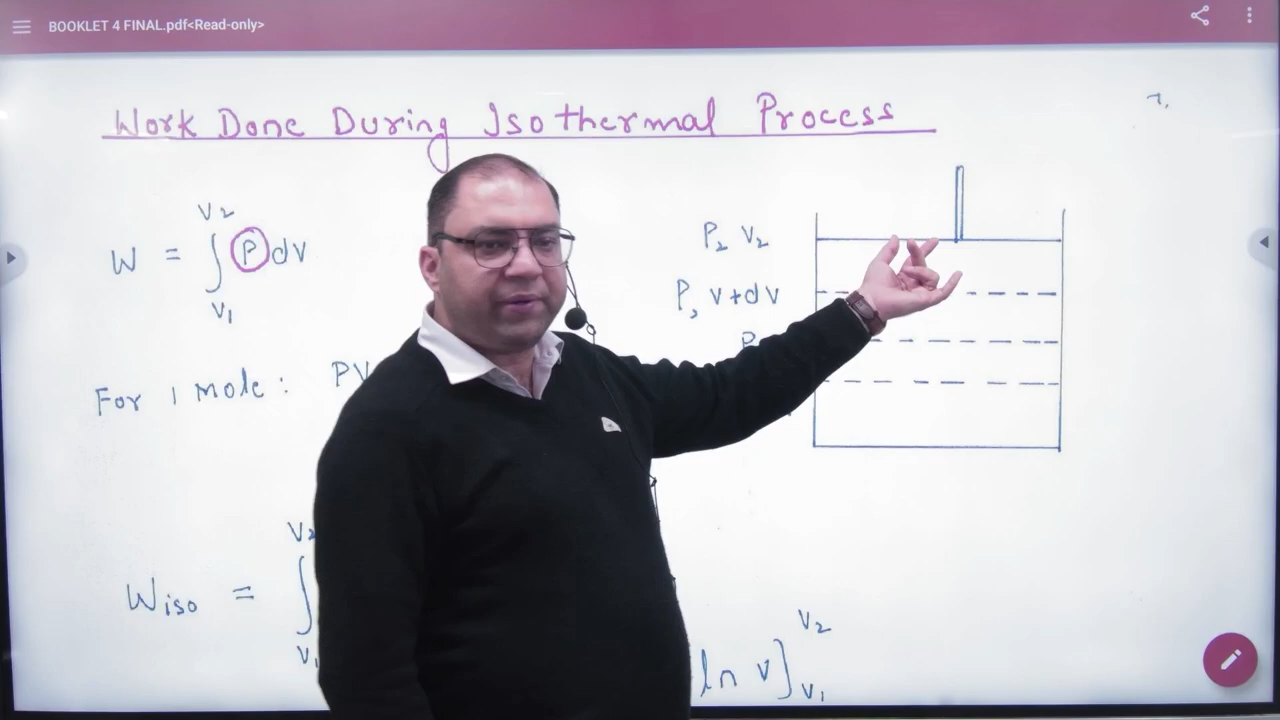 BOOKLET 4 FINAL.pdf<Read-only>
Work Done During Isothermal Process
W = ∫ P dV
V₂
V₁
P₂ V₂
P, V+dV
P
For 1 mole : PV
W iso = ∫
V₂
V₁
ln V]
V₂
V₁